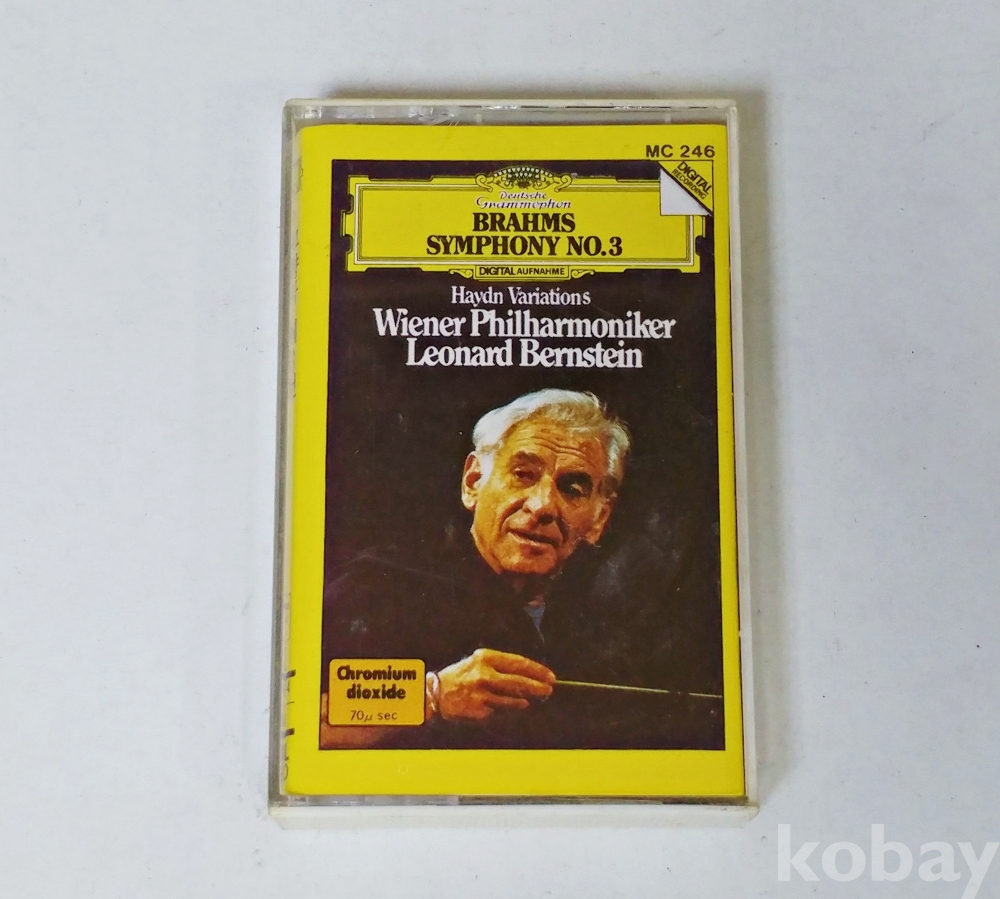 MC 246
DIGITAL
RECORDING
Deutsche
Grammophon
BRAHMS
SYMPHONY NO.3
DIGITAL AUFNAHME
Haydn Variations
Wiener Philharmoniker
Leonard Bernstein
Chromium
dioxide
70μ sec
kobay